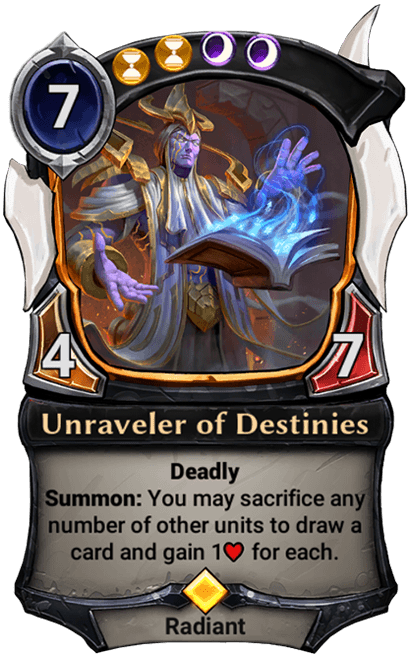 7
4
7
Unraveler of Destinies
Deadly
Summon: You may sacrifice any
number of other units to draw a
card and gain 1❤ for each.
Radiant